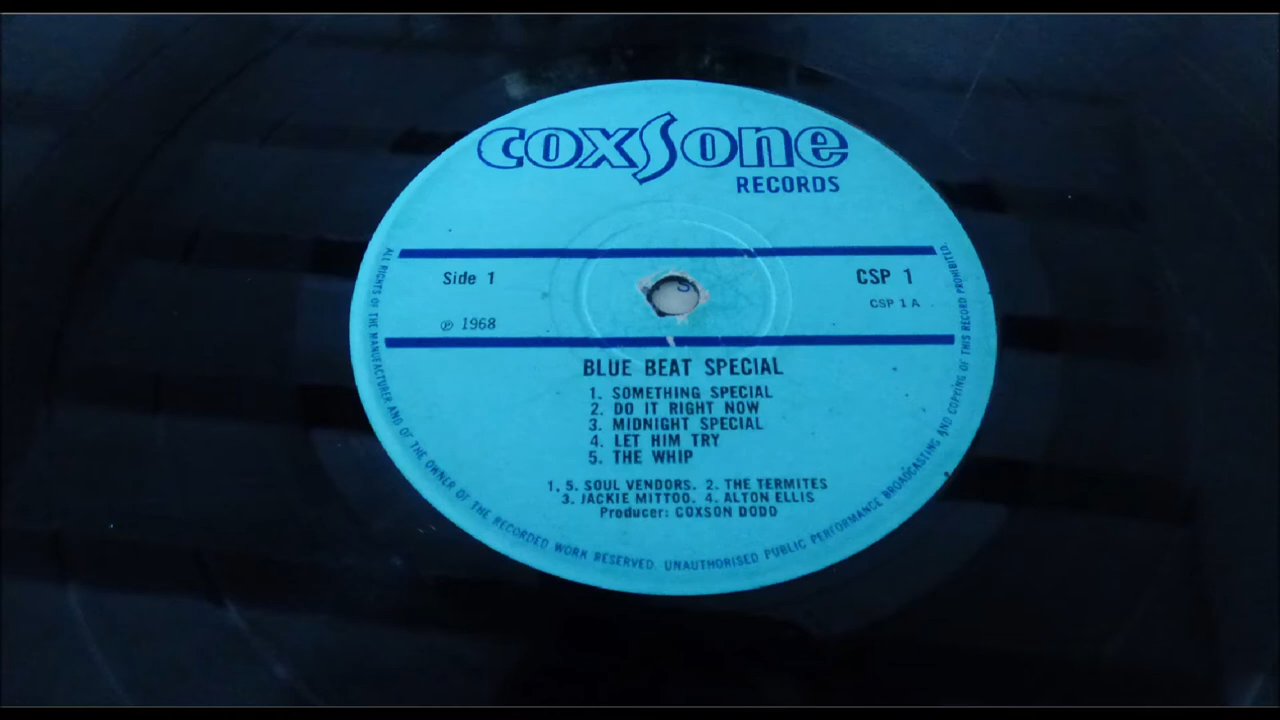 coxsone
RECORDS
Side 1
CSP 1
CSP 1 A
℗ 1968
BLUE BEAT SPECIAL
1. SOMETHING SPECIAL
2. DO IT RIGHT NOW
3. MIDNIGHT SPECIAL
4. LET HIM TRY
5. THE WHIP
1, 5. SOUL VENDORS. 2. THE TERMITES
3. JACKIE MITTOO. 4. ALTON ELLIS
Producer: COXSON DODD
ALL RIGHTS OF THE MANUFACTURER AND OF THE OWNER OF THE RECORDED WORK RESERVED. UNAUTHORISED PUBLIC PERFORMANCE BROADCASTING AND COPYING OF THIS RECORD PROHIBITED.